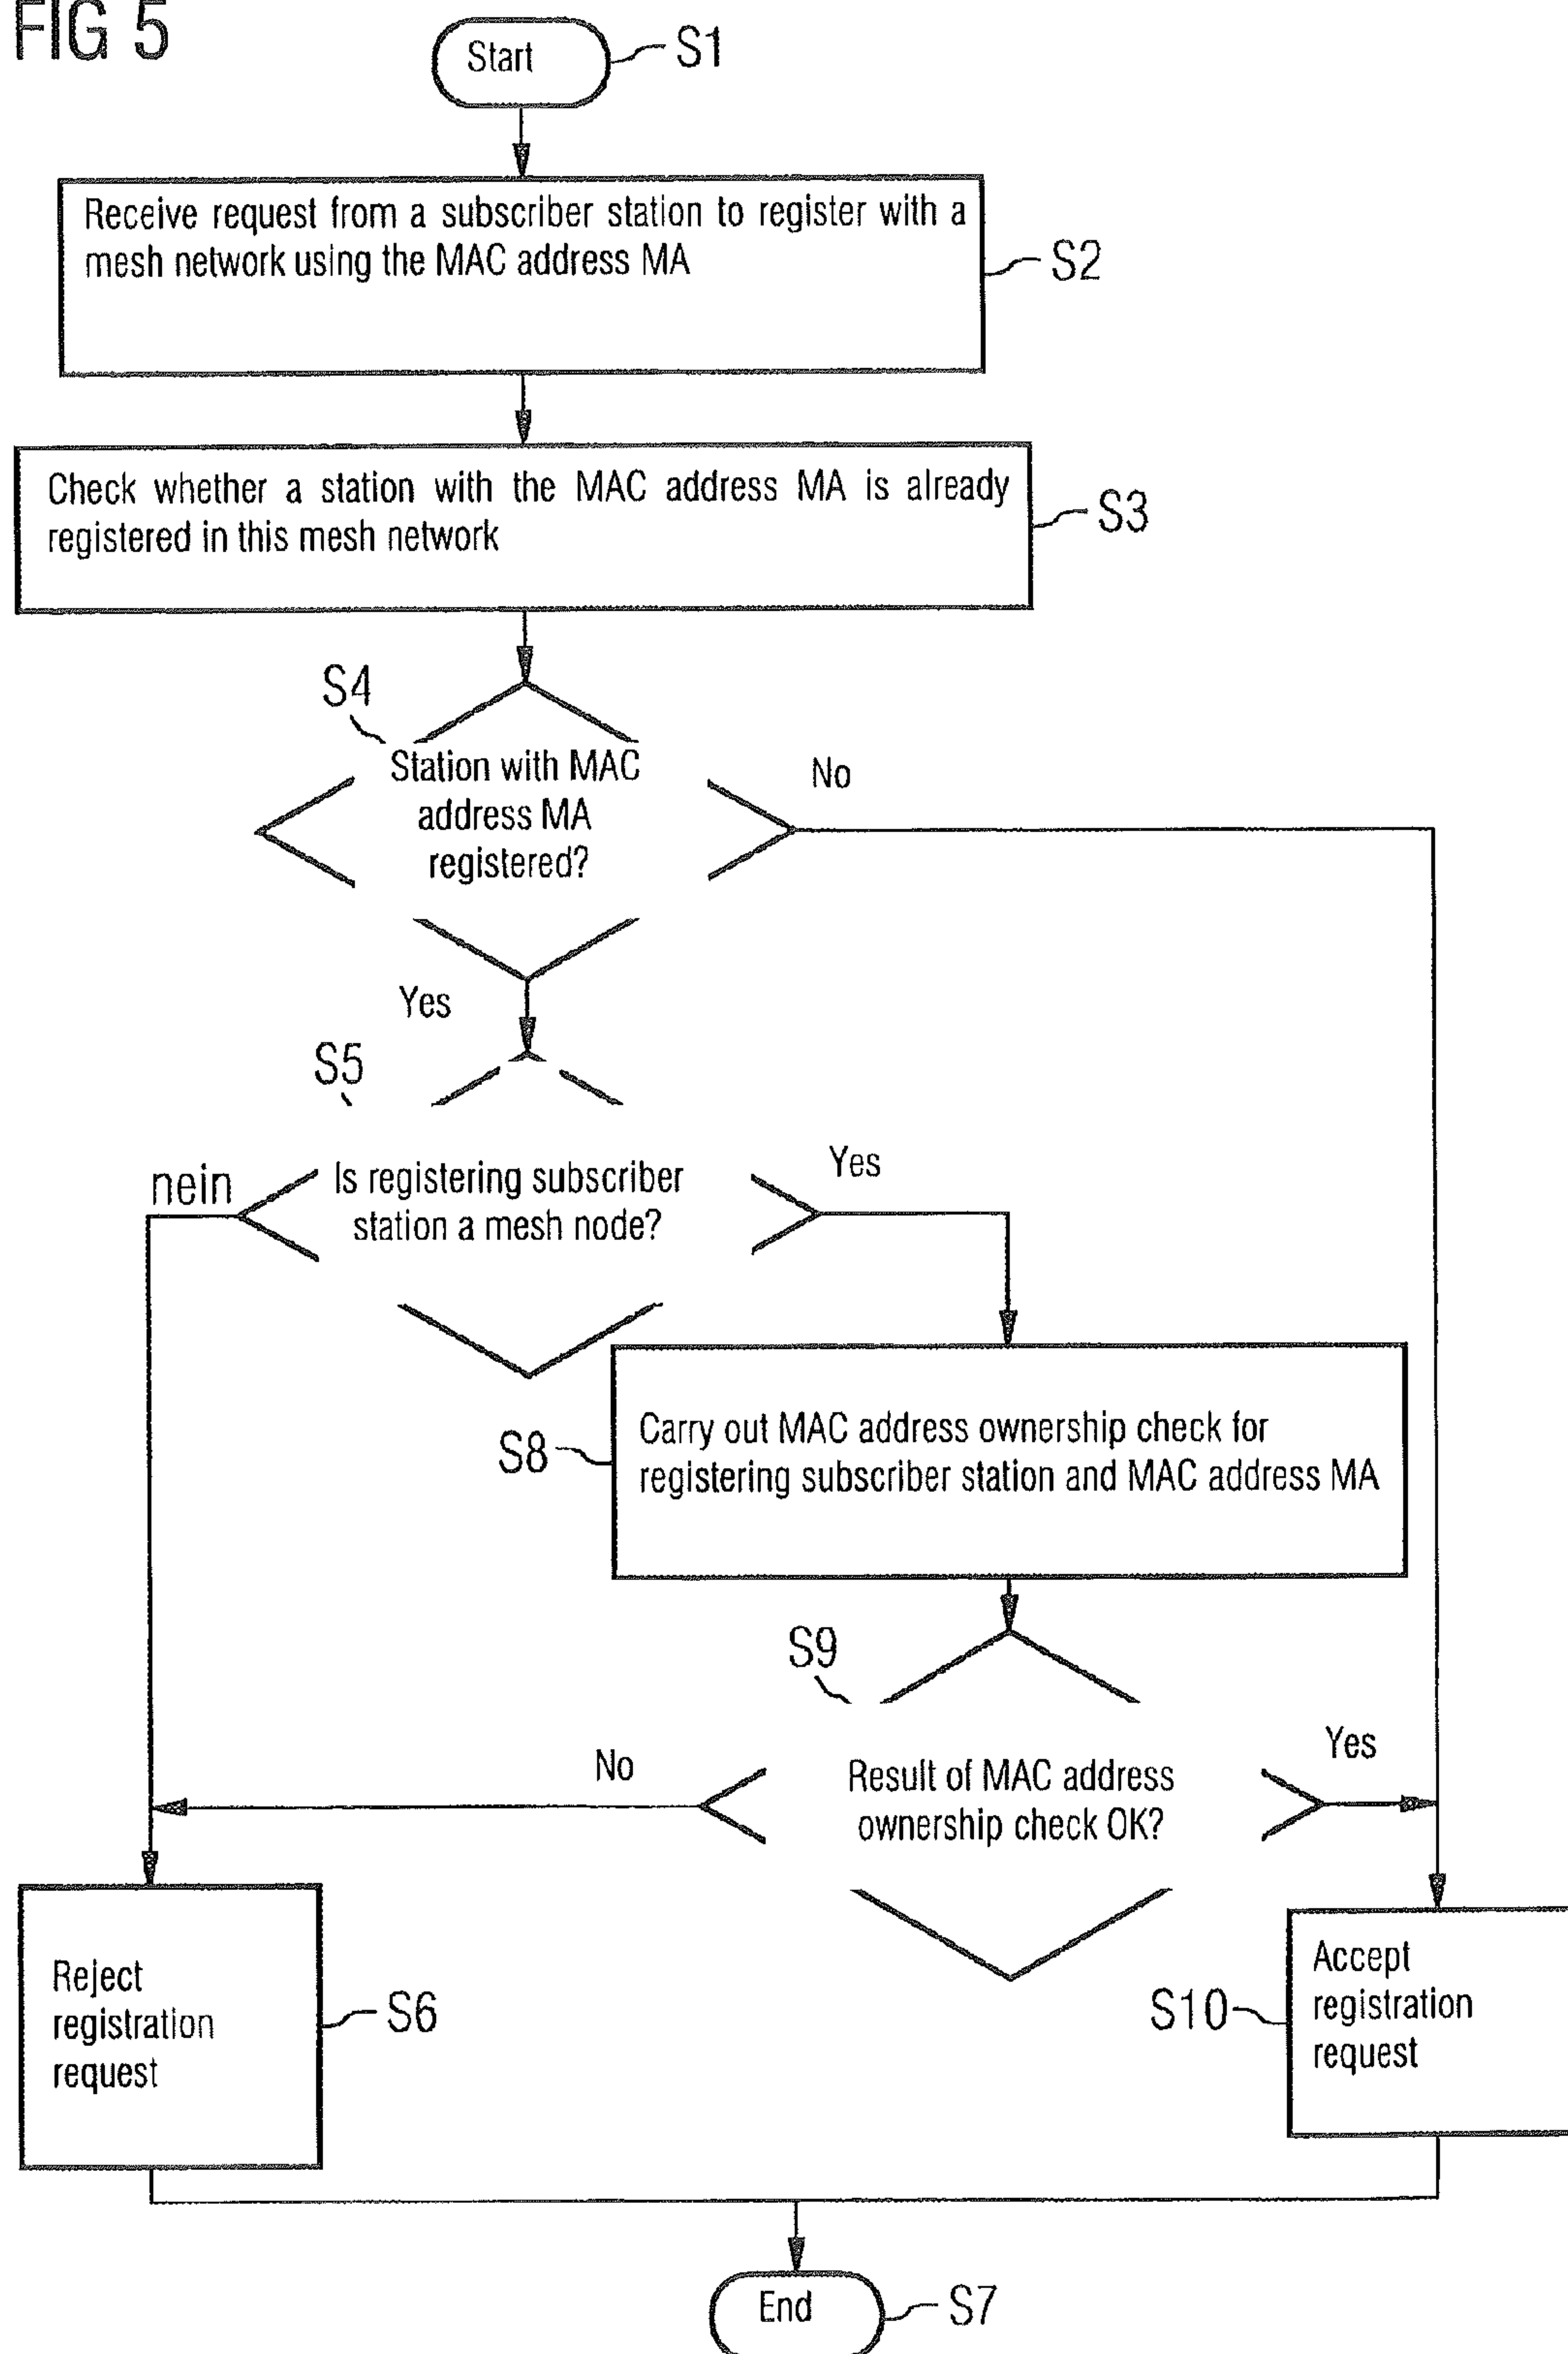 FIG 5
Start
S1
Receive request from a subscriber station to register with a
mesh network using the MAC address MA
S2
Check whether a station with the MAC address MA is already
registered in this mesh network
S3
S4
Station with MAC
address MA
registered?
No
Yes
S5
nein
Is registering subscriber
station a mesh node?
Yes
S8
Carry out MAC address ownership check for
registering subscriber station and MAC address MA
S9
No
Result of MAC address
ownership check OK?
Yes
Reject
registration
request
S6
S10
Accept
registration
request
End
S7